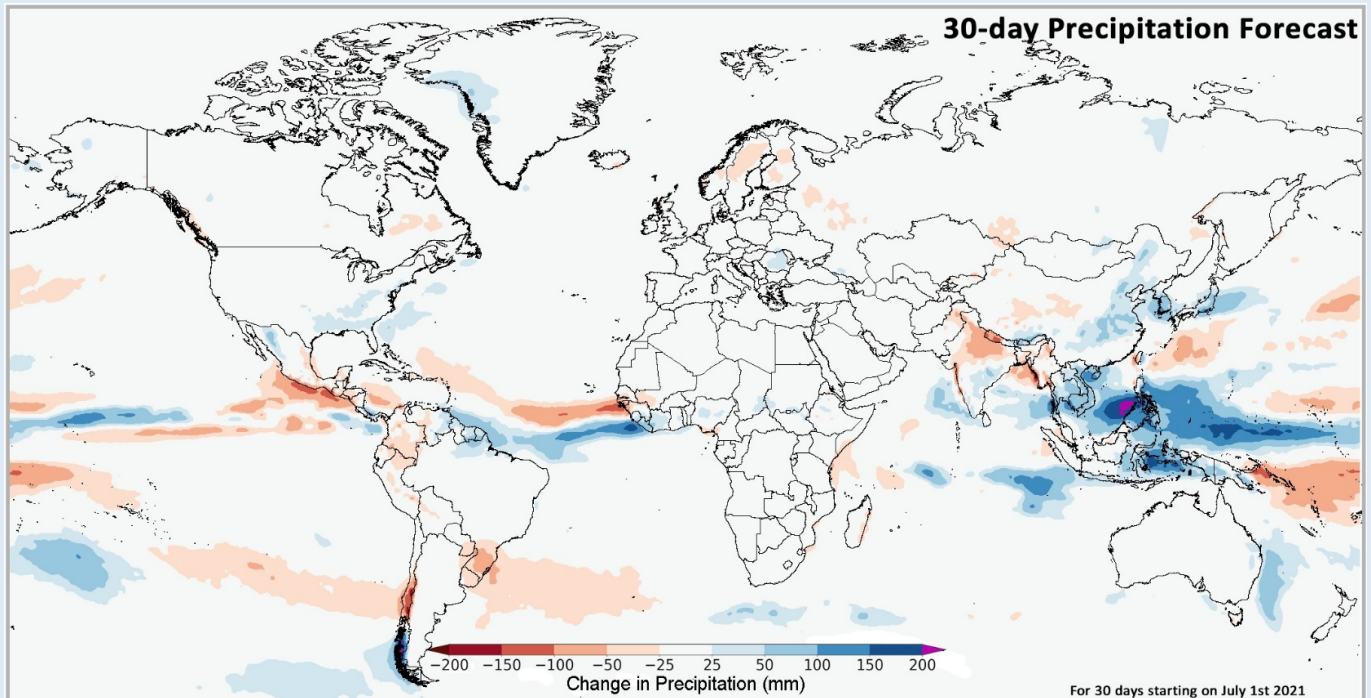 30-day Precipitation Forecast
−200 −150 −100 −50 −25 25 50 100 150 200
Change in Precipitation (mm)
For 30 days starting on July 1st 2021